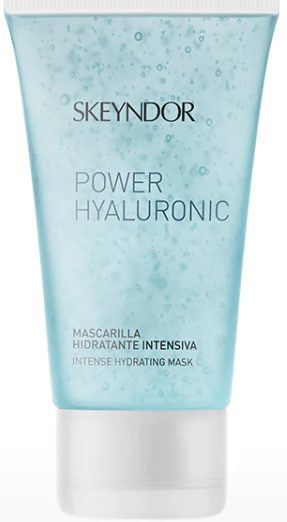 SKEYNDOR
POWER
HYALURONIC
MASCARILLA
HIDRATANTE INTENSIVA
INTENSE HYDRATING MASK